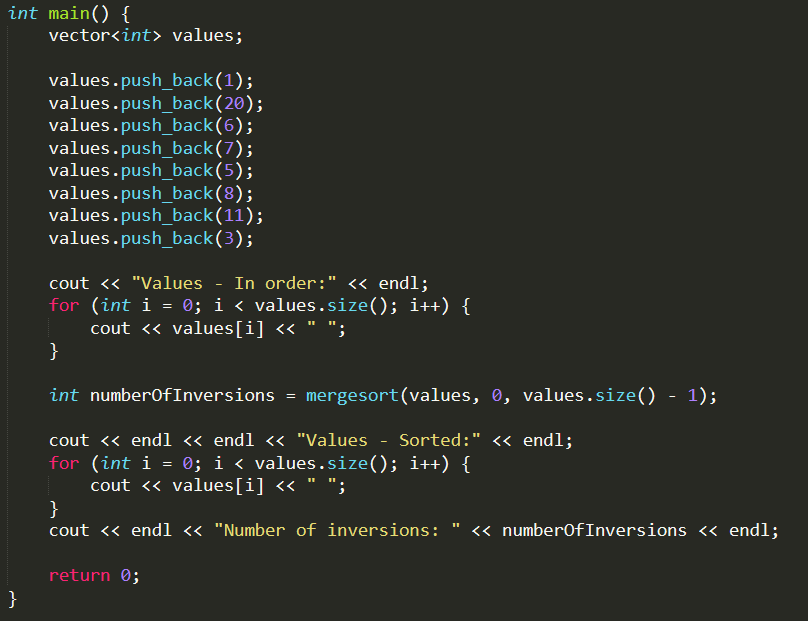 int main() {
    vector<int> values;

    values.push_back(1);
    values.push_back(20);
    values.push_back(6);
    values.push_back(7);
    values.push_back(5);
    values.push_back(8);
    values.push_back(11);
    values.push_back(3);

    cout << "Values - In order:" << endl;
    for (int i = 0; i < values.size(); i++) {
        cout << values[i] << " ";
    }

    int numberOfInversions = mergesort(values, 0, values.size() - 1);

    cout << endl << endl << "Values - Sorted:" << endl;
    for (int i = 0; i < values.size(); i++) {
        cout << values[i] << " ";
    }
    cout << endl << "Number of inversions: " << numberOfInversions << endl;

    return 0;
}